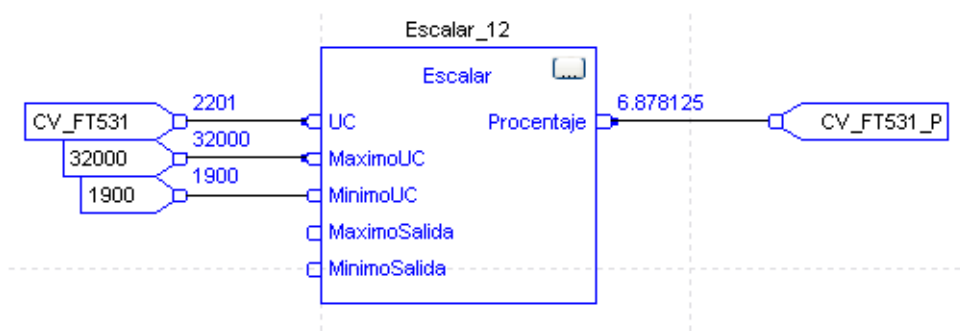 Escalar_12
Escalar
...
CV_FT531 2201 UC Procentaje 6.878125 CV_FT531_P
32000 32000 MaximoUC
1900 1900 MinimoUC
MaximoSalida
MinimoSalida